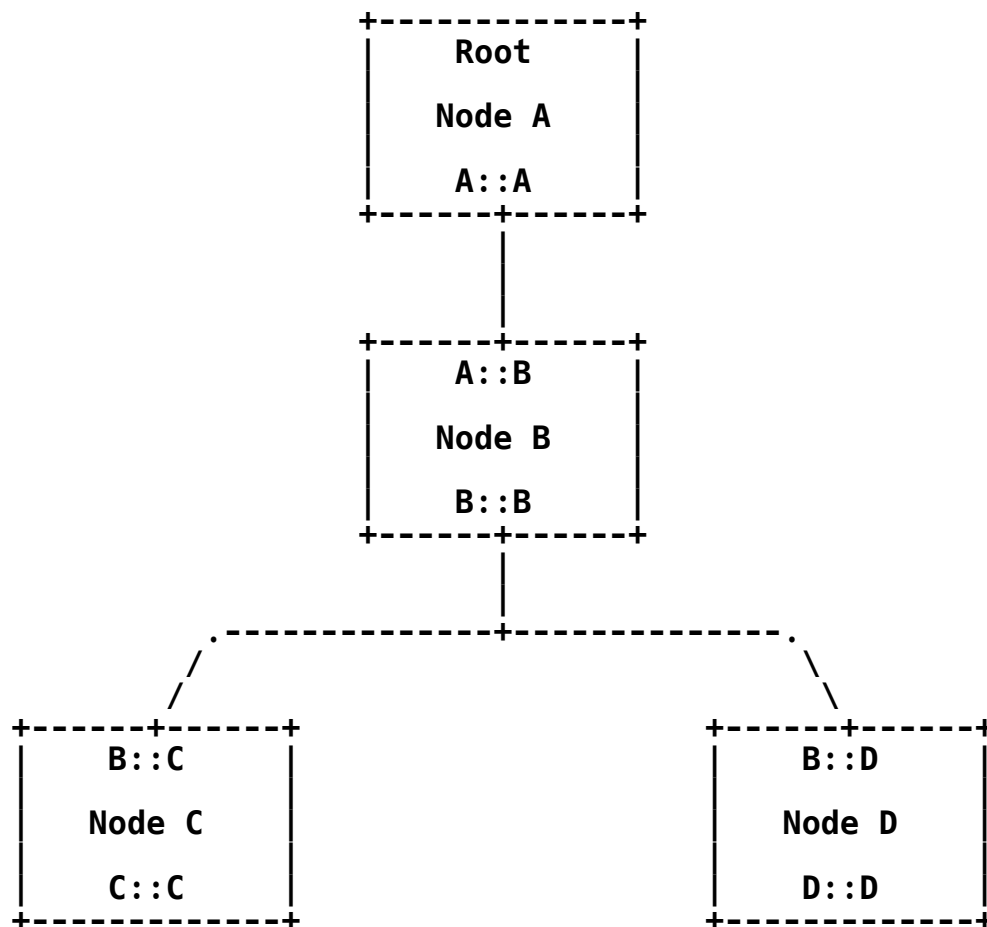 Root
Node A
A::A
A::B
Node B
B::B
B::C
B::D
Node C
Node D
C::C
D::D